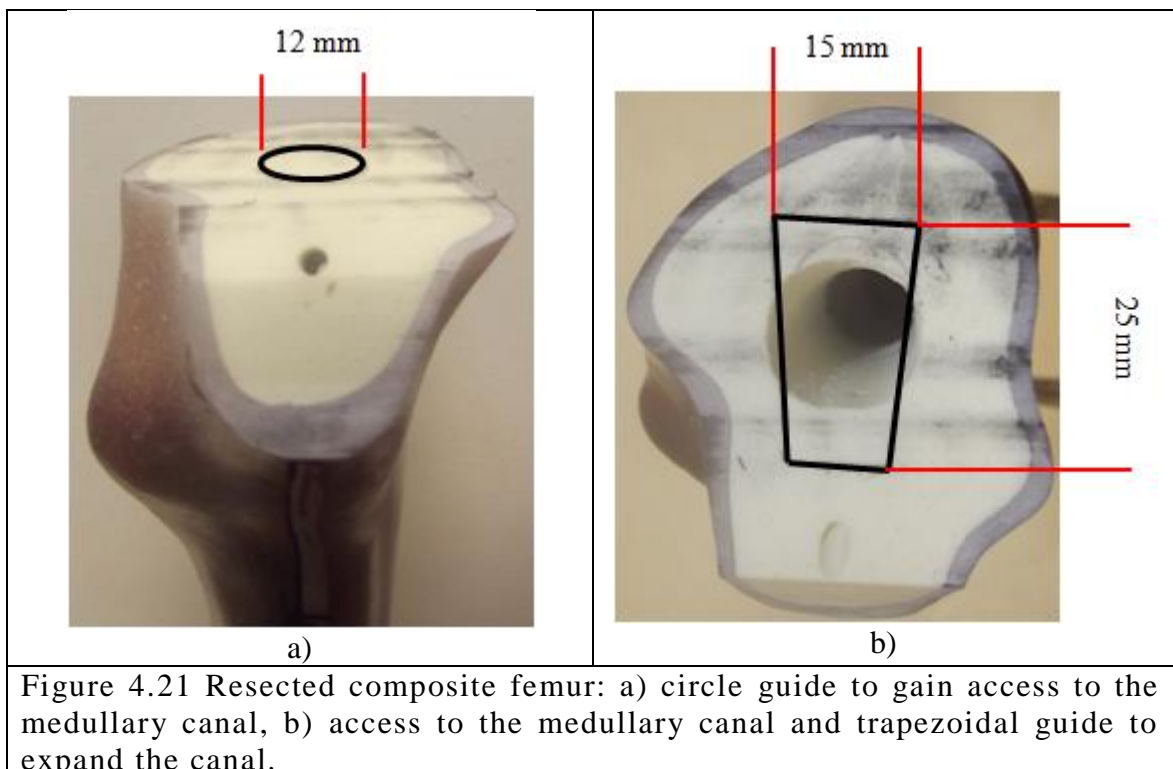 12 mm
15 mm
25 mm
a)
b)
Figure 4.21 Resected composite femur: a) circle guide to gain access to the
medullary canal, b) access to the medullary canal and trapezoidal guide to
expand the canal.